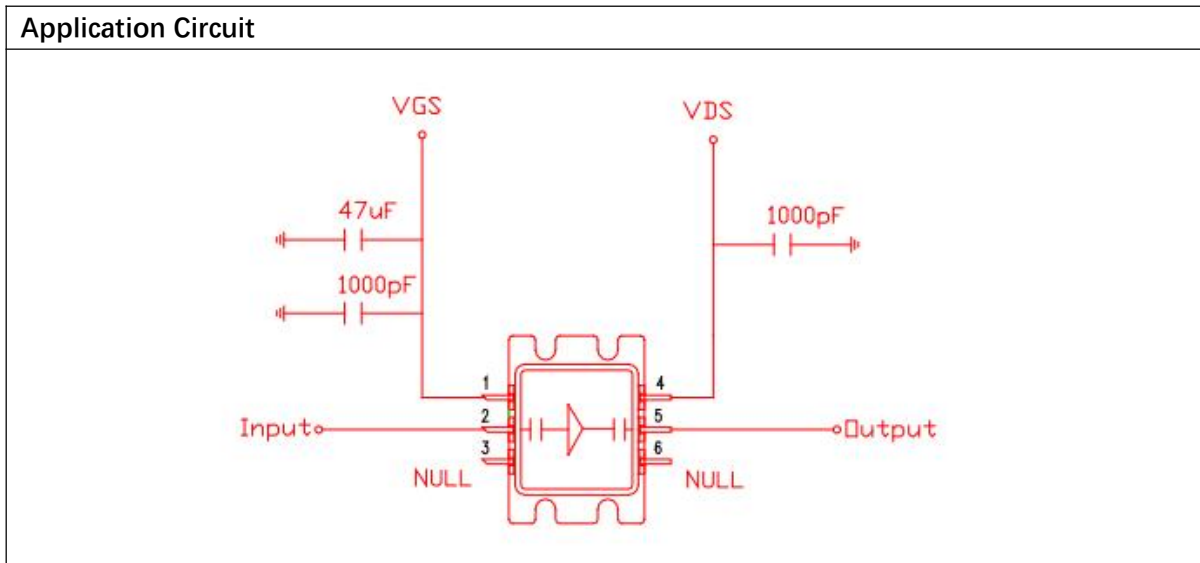 Application Circuit
VGS
VDS
47uF
1000pF
1000pF
1
4
Input
2
5
Output
3
6
NULL
NULL